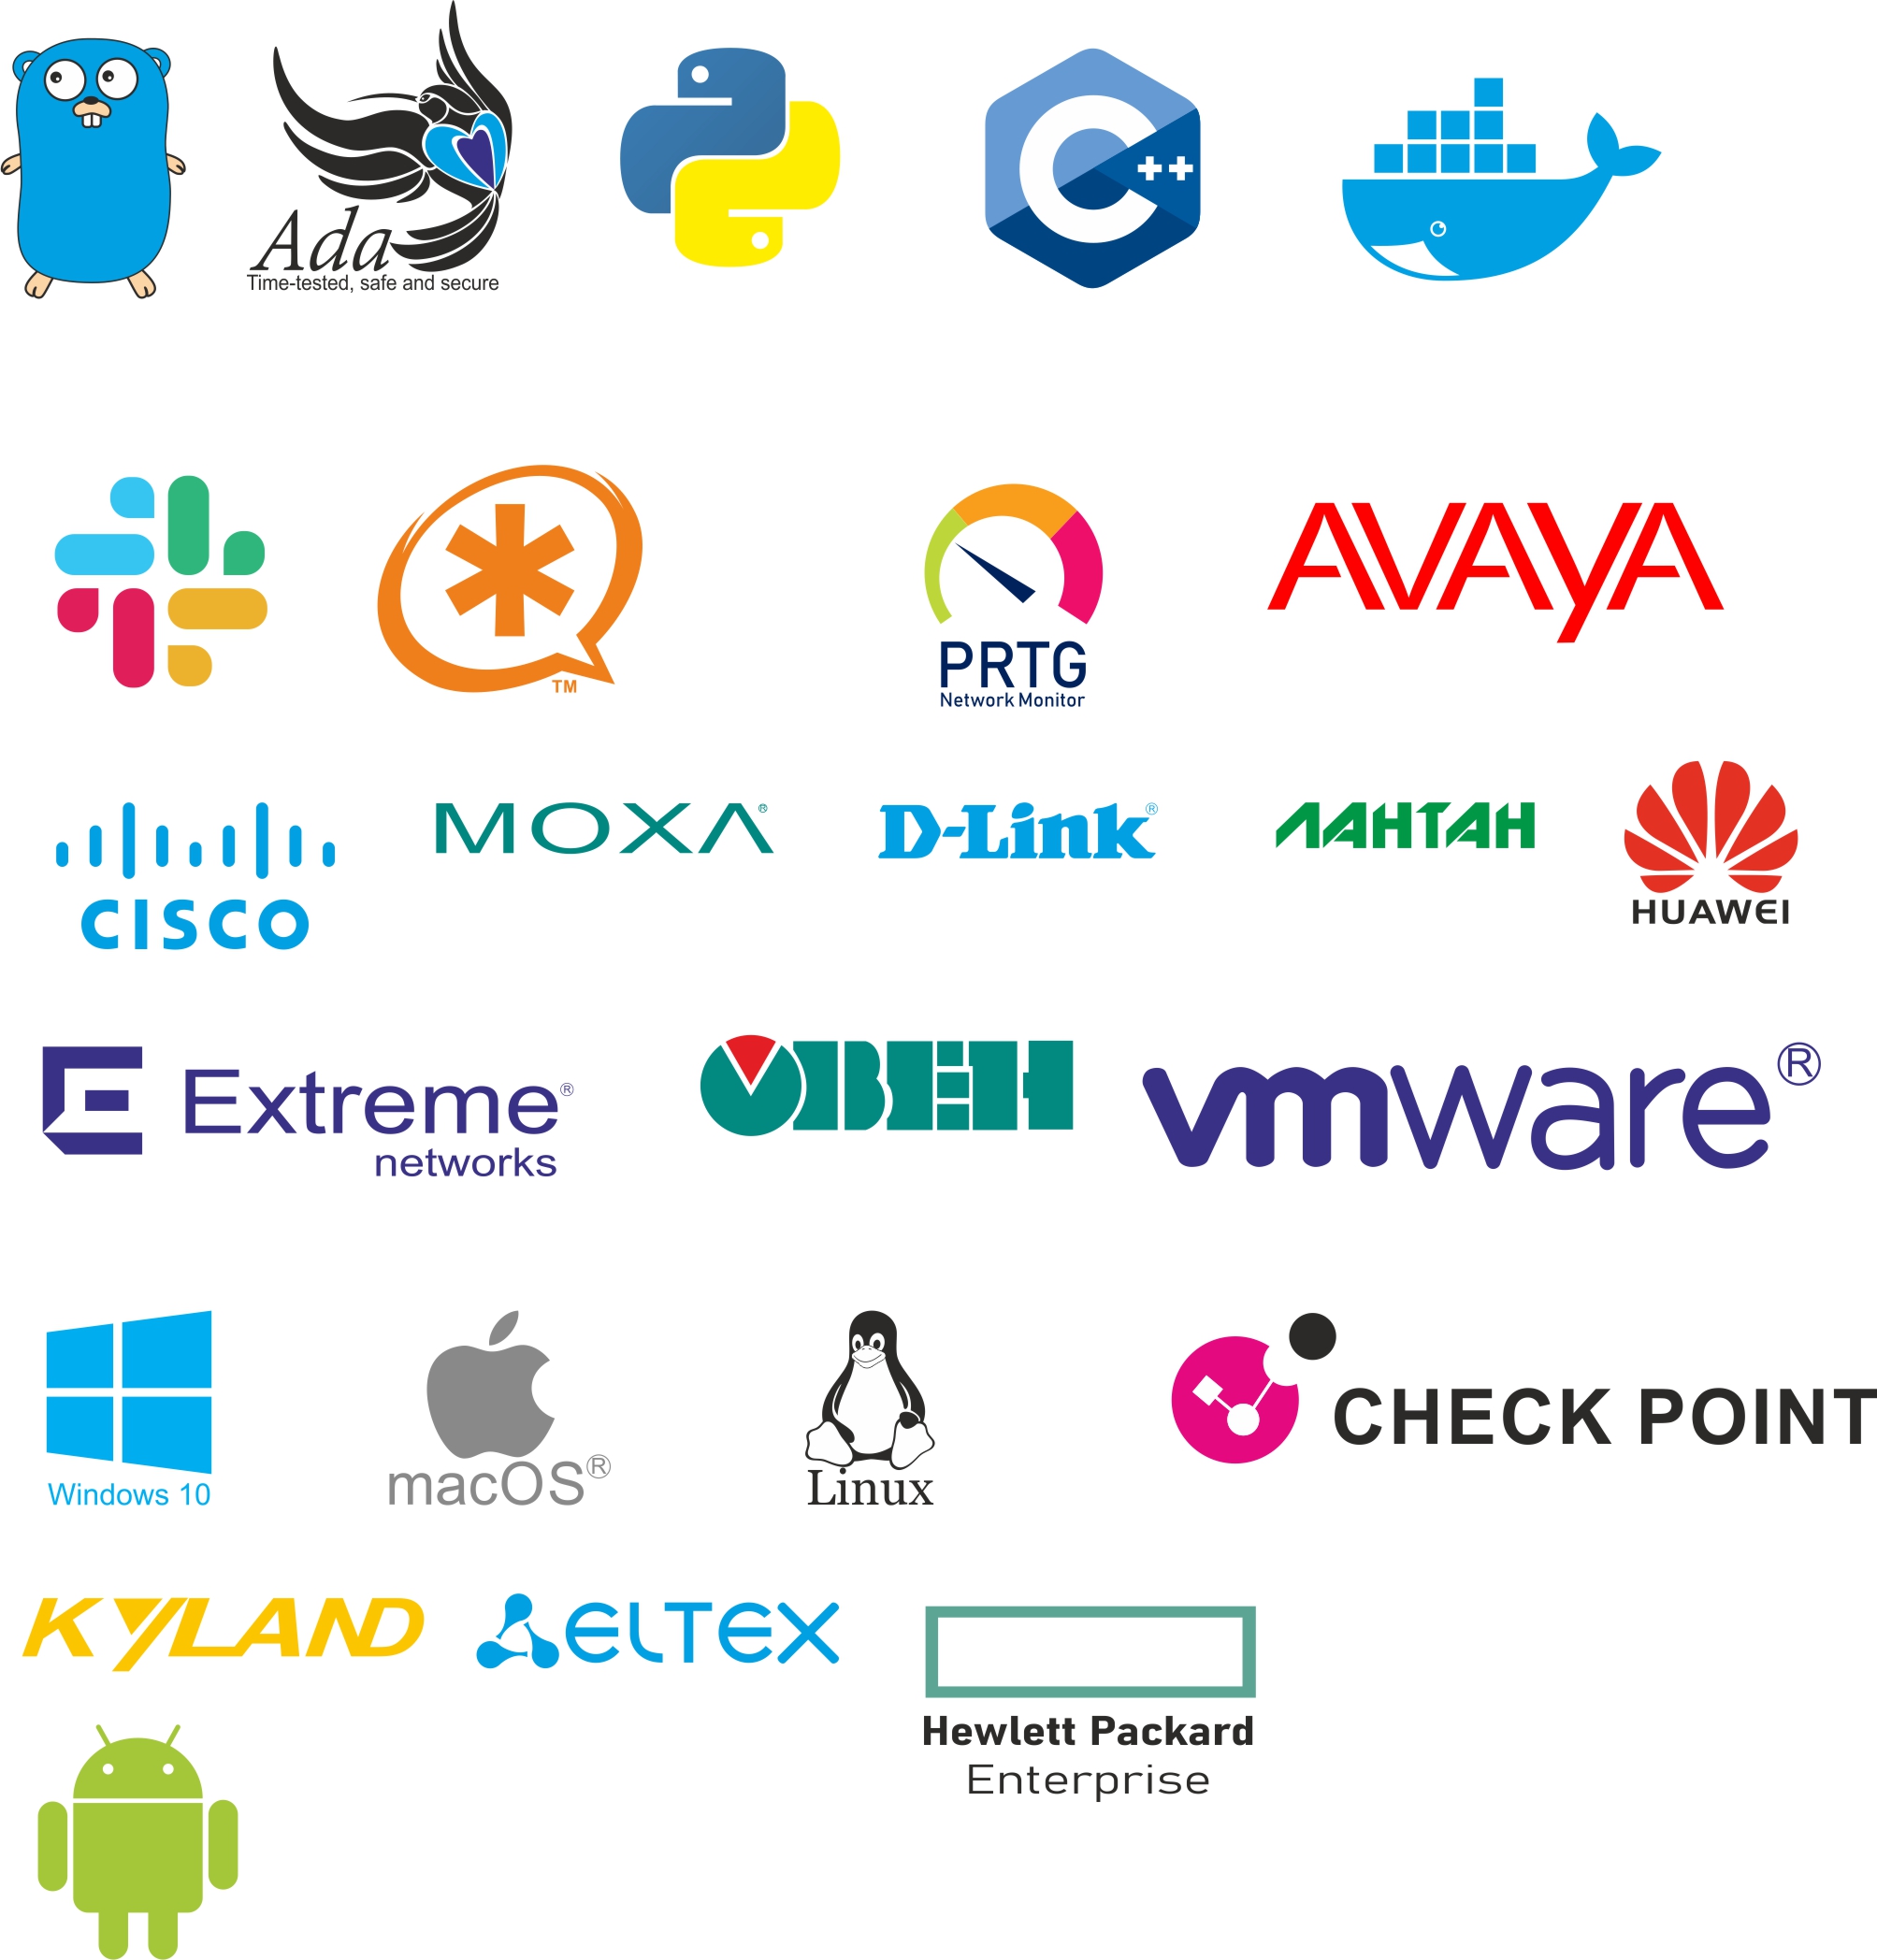 Ada
Time-tested, safe and secure
C ++
TM
PRTG
Network Monitor
AVAYA
CISCO
MOXA®
D-Link®
ЛАНТАН
HUAWEI
Extreme®
networks
ОВЕН
vmware®
Windows 10
macOS®
Linux
CHECK POINT
KYLAND
ELTEX
Hewlett Packard
Enterprise